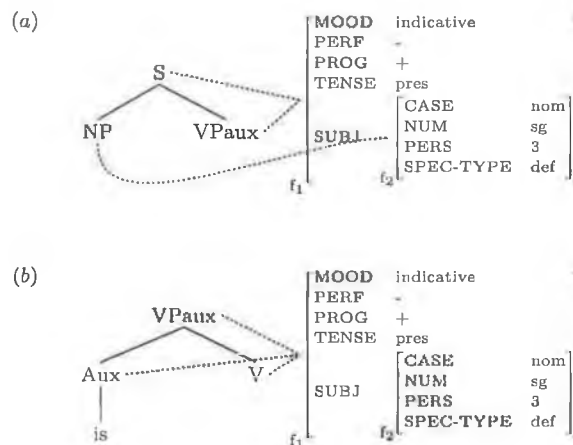 (a)
MOOD indicative
PERF -
PROG +
S
TENSE pres
CASE nom
NP VPaux
NUM sg
SUBJ
PERS 3
SPEC-TYPE def
f1 f2
(b)
MOOD indicative
PERF -
VPaux
PROG +
TENSE pres
CASE nom
Aux V
NUM sg
SUBJ
PERS 3
SPEC-TYPE def
is
f1 f2